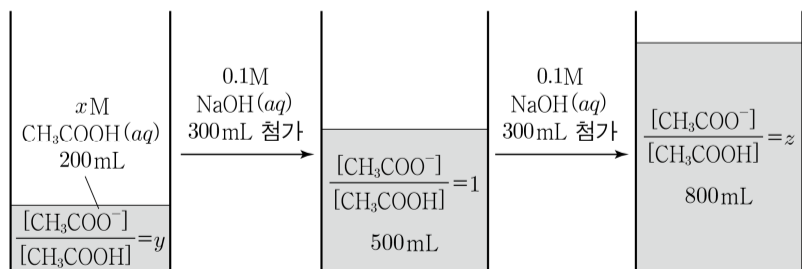 xM
CH₃COOH(aq)
200mL
[CH₃COO⁻]
[CH₃COOH]
=y
0.1M
NaOH(aq)
300mL 첨가
[CH₃COO⁻]
[CH₃COOH]
=1
500mL
0.1M
NaOH(aq)
300mL 첨가
[CH₃COO⁻]
[CH₃COOH]
=z
800mL